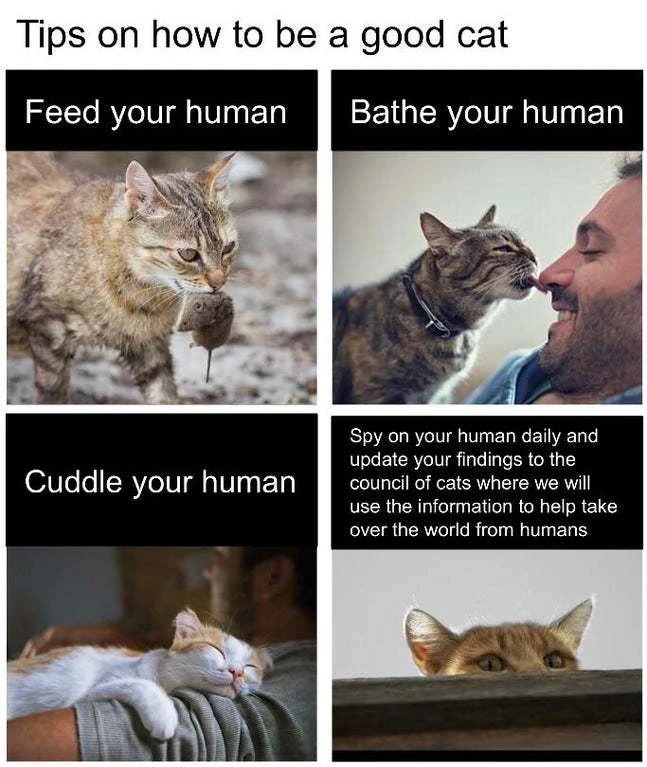 Tips on how to be a good cat
Feed your human
Bathe your human
Cuddle your human
Spy on your human daily and
update your findings to the
council of cats where we will
use the information to help take
over the world from humans